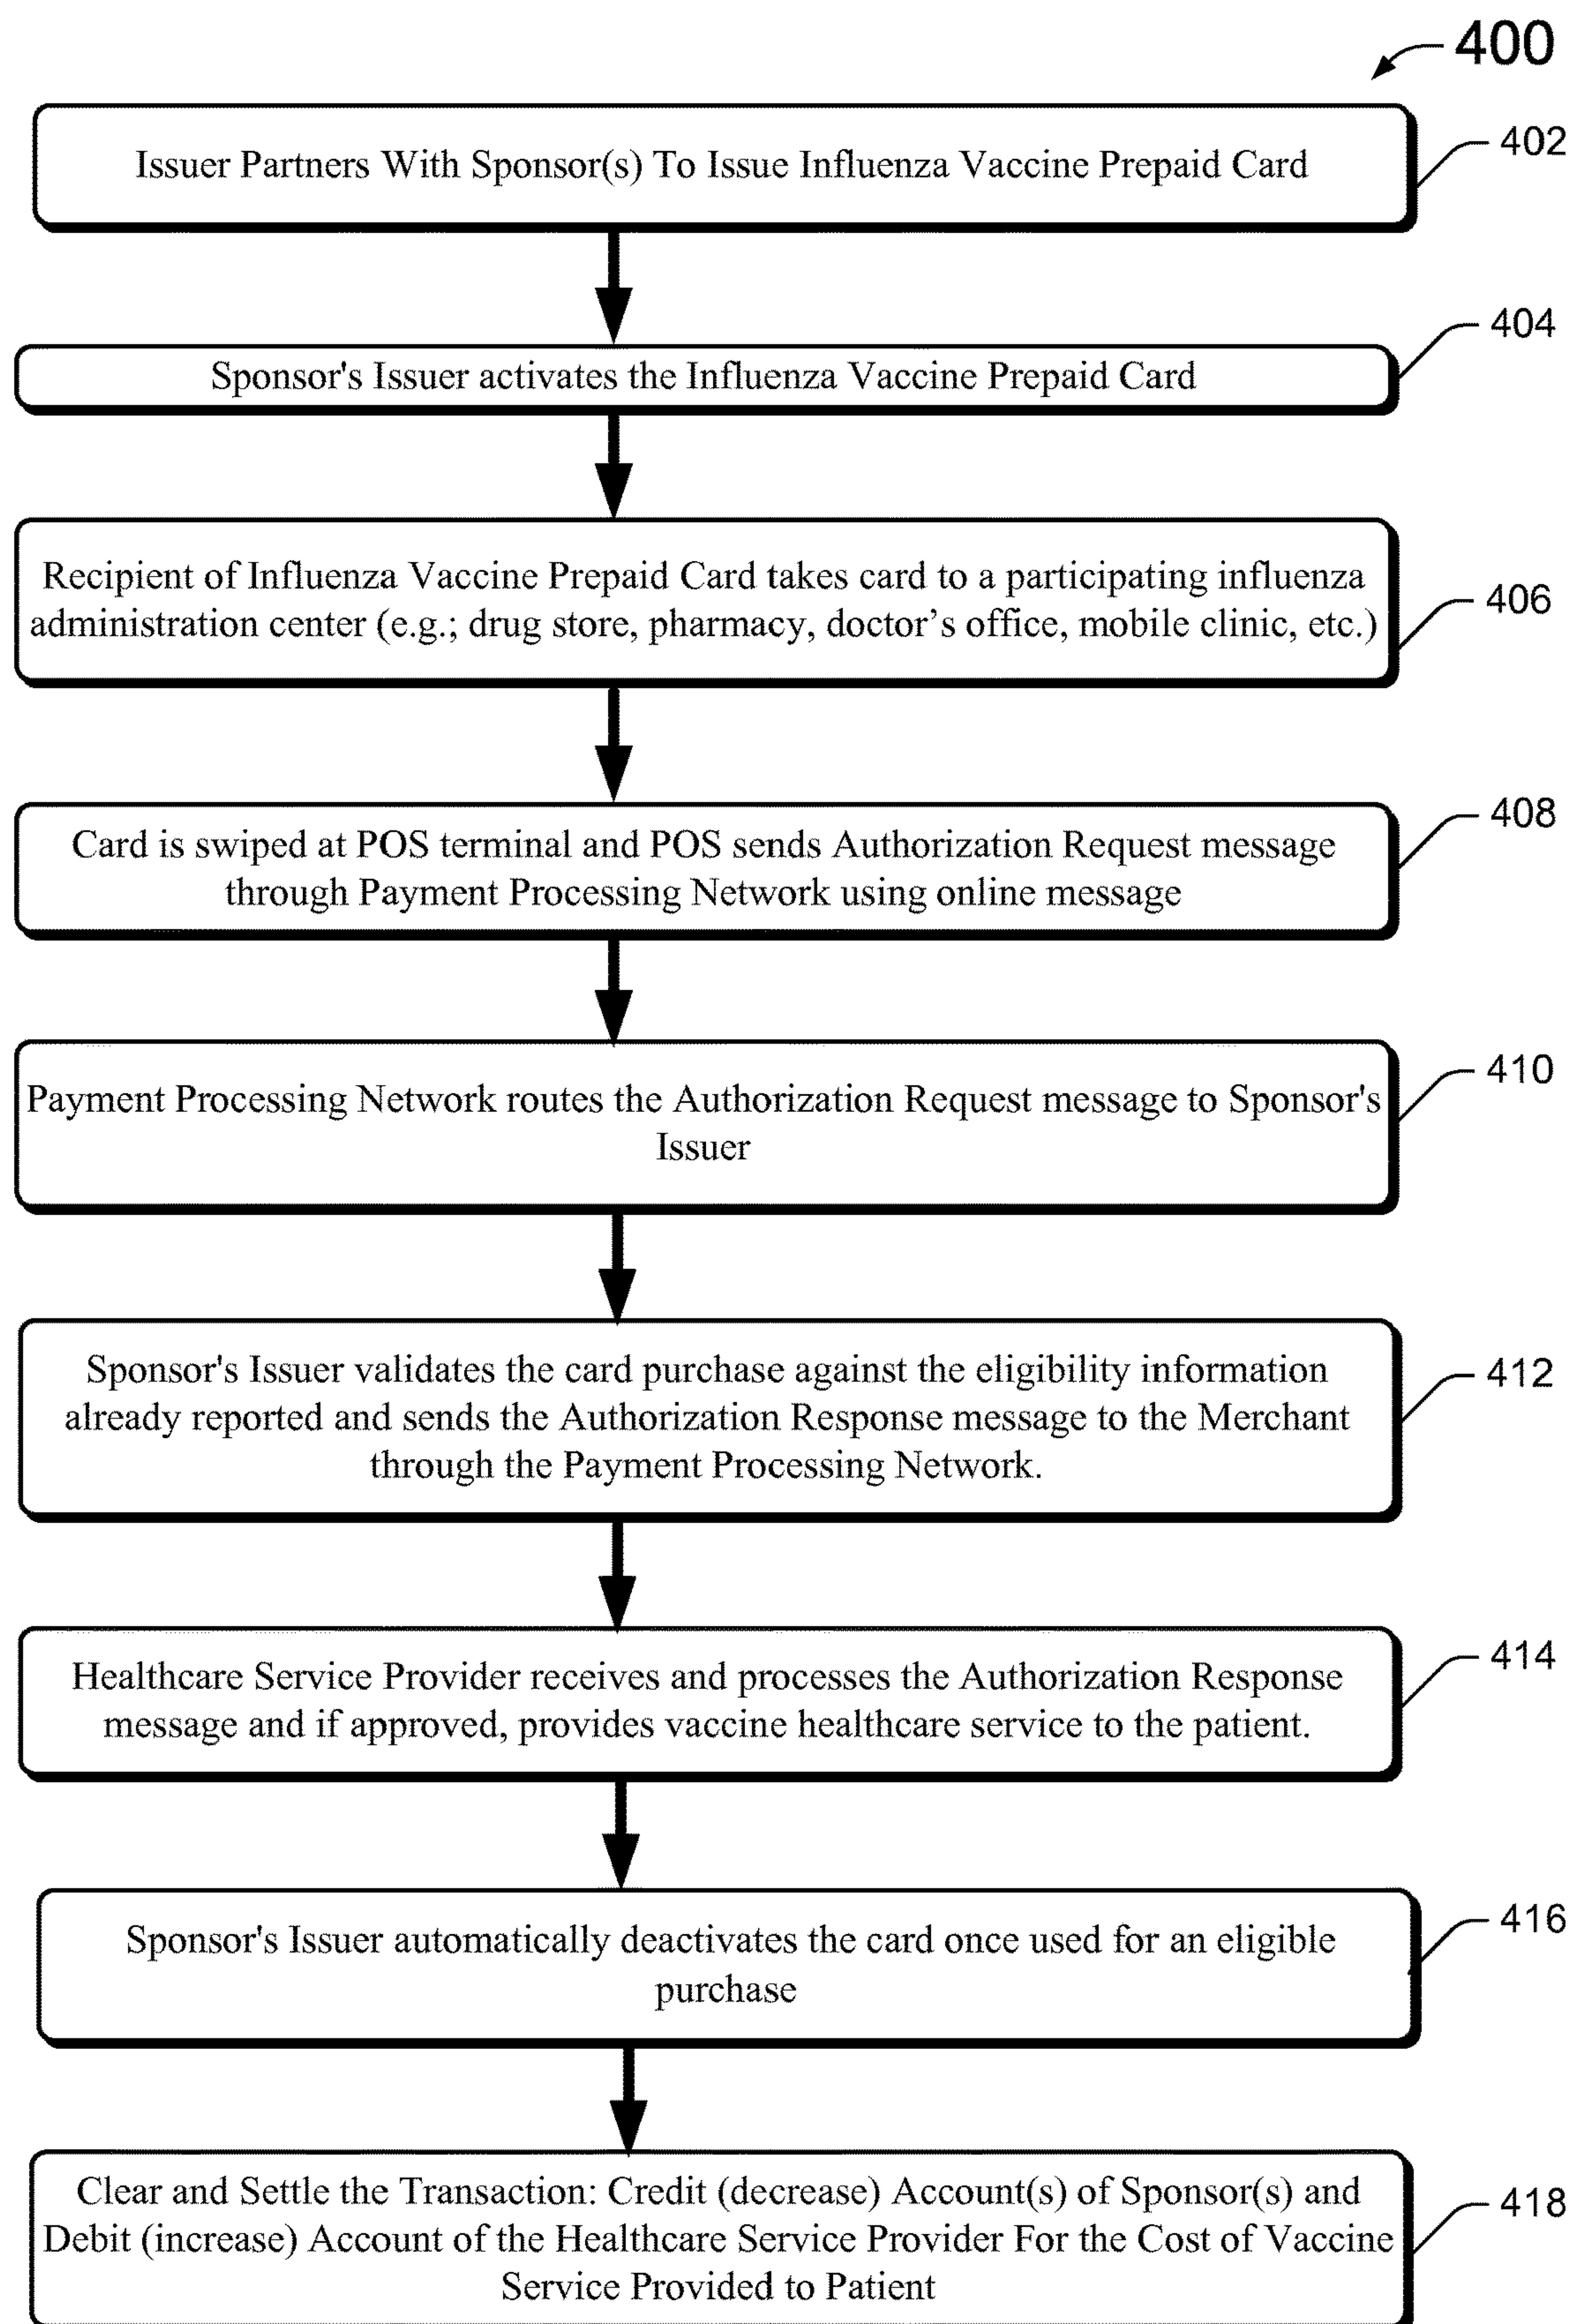 400
Issuer Partners With Sponsor(s) To Issue Influenza Vaccine Prepaid Card
402
Sponsor's Issuer activates the Influenza Vaccine Prepaid Card
404
Recipient of Influenza Vaccine Prepaid Card takes card to a participating influenza
administration center (e.g.; drug store, pharmacy, doctor’s office, mobile clinic, etc.)
406
Card is swiped at POS terminal and POS sends Authorization Request message
through Payment Processing Network using online message
408
Payment Processing Network routes the Authorization Request message to Sponsor's
Issuer
410
Sponsor's Issuer validates the card purchase against the eligibility information
already reported and sends the Authorization Response message to the Merchant
through the Payment Processing Network.
412
Healthcare Service Provider receives and processes the Authorization Response
message and if approved, provides vaccine healthcare service to the patient.
414
Sponsor's Issuer automatically deactivates the card once used for an eligible
purchase
416
Clear and Settle the Transaction: Credit (decrease) Account(s) of Sponsor(s) and
Debit (increase) Account of the Healthcare Service Provider For the Cost of Vaccine
Service Provided to Patient
418